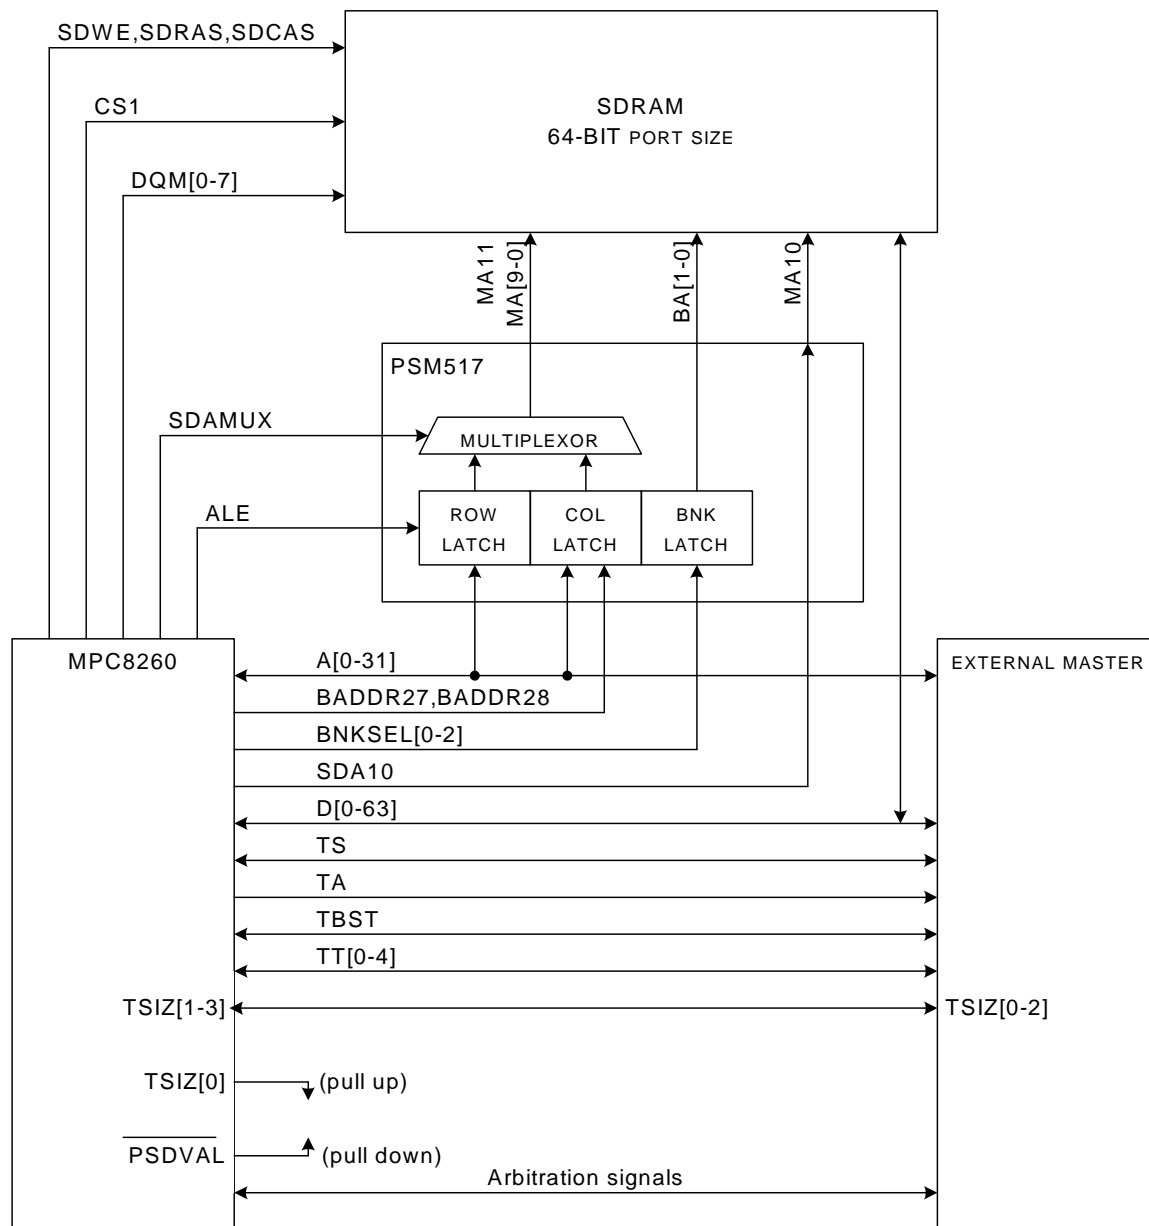 SDWE,SDRAS,SDCAS
CS1
DQM[0-7]
SDRAM
64-BIT PORT SIZE
MA11
MA[9-0]
BA[1-0]
MA10
PSM517
SDAMUX
MULTIPLEXOR
ALE
ROW
LATCH
COL
LATCH
BNK
LATCH
MPC8260
A[0-31]
EXTERNAL MASTER
BADDR27,BADDR28
BNKSEL[0-2]
SDA10
D[0-63]
TS
TA
TBST
TT[0-4]
TSIZ[1-3]
TSIZ[0-2]
TSIZ[0]
(pull up)
PSDVAL
(pull down)
Arbitration signals